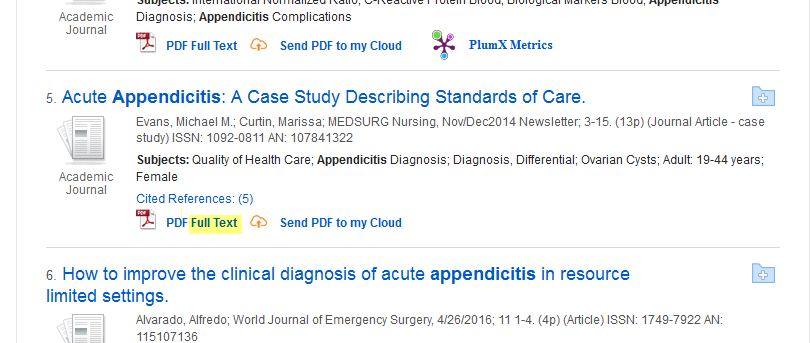 Subjects: International Normalized Ratio; C-Reactive Protein Blood; Biological Markers Blood; Appendicitis
Academic
Journal
Diagnosis; Appendicitis Complications
PDF Full Text Send PDF to my Cloud PlumX Metrics
5. Acute Appendicitis: A Case Study Describing Standards of Care.
Evans, Michael M.; Curtin, Marissa; MEDSURG Nursing, Nov/Dec2014 Newsletter; 3-15. (13p) (Journal Article - case
study) ISSN: 1092-0811 AN: 107841322
Academic
Journal
Subjects: Quality of Health Care; Appendicitis Diagnosis; Diagnosis, Differential; Ovarian Cysts; Adult: 19-44 years;
Female
Cited References: (5)
PDF Full Text Send PDF to my Cloud
6. How to improve the clinical diagnosis of acute appendicitis in resource
limited settings.
Alvarado, Alfredo; World Journal of Emergency Surgery, 4/26/2016; 11 1-4. (4p) (Article) ISSN: 1749-7922 AN:
115107136